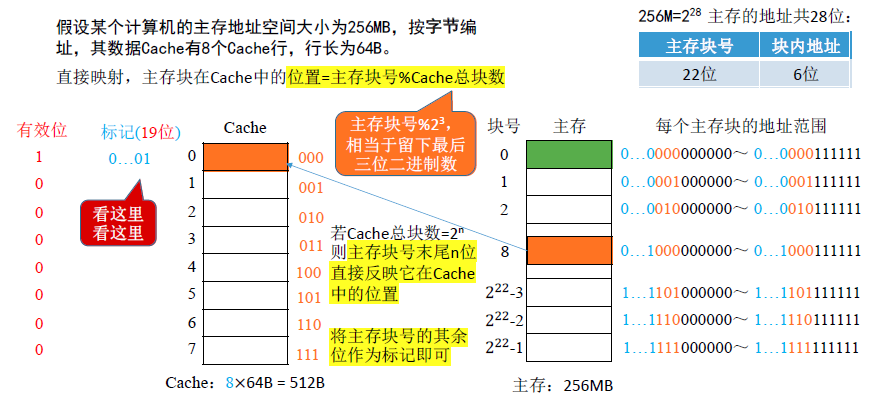 假设某个计算机的主存地址空间大小为256MB，按字节编
址，其数据Cache有8个Cache行，行长为64B。
直接映射，主存块在Cache中的位置=主存块号%Cache总块数
256M=2²⁸ 主存的地址共28位：
主存块号 块内地址
22位 6位
主存块号%2³，
相当于留下最后
三位二进制数
有效位 标记(19位) Cache 块号 主存 每个主存块的地址范围
1 0…01 0 000 0 0…0000000000～ 0…0000111111
0 1 001 1 0…0001000000～ 0…0001111111
0 2 010 2 0…0010000000～ 0…0010111111
0 3 011 8 0…1000000000～ 0…1000111111
0 4 100
0 5 101 2²²-3 1…1101000000～ 1…1101111111
0 6 110 2²²-2 1…1110000000～ 1…1110111111
0 7 111 2²²-1 1…1111000000～ 1…1111111111
看这里
看这里
若Cache总块数=2ⁿ
则主存块号末尾n位
直接反映它在Cache
中的位置
将主存块号的其余
位作为标记即可
Cache：8×64B = 512B
主存：256MB